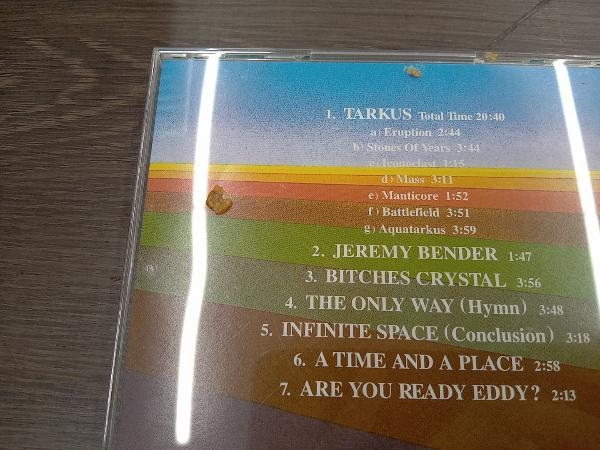 1. TARKUS Total Time 20:40
a) Eruption 2:44
b) Stones Of Years 3:44
c) Iconoclast 1:15
d) Mass 3:11
e) Manticore 1:52
f) Battlefield 3:51
g) Aquatarkus 3:59
2. JEREMY BENDER 1:47
3. BITCHES CRYSTAL 3:56
4. THE ONLY WAY (Hymn) 3:48
5. INFINITE SPACE (Conclusion) 3:18
6. A TIME AND A PLACE 2:58
7. ARE YOU READY EDDY? 2:13